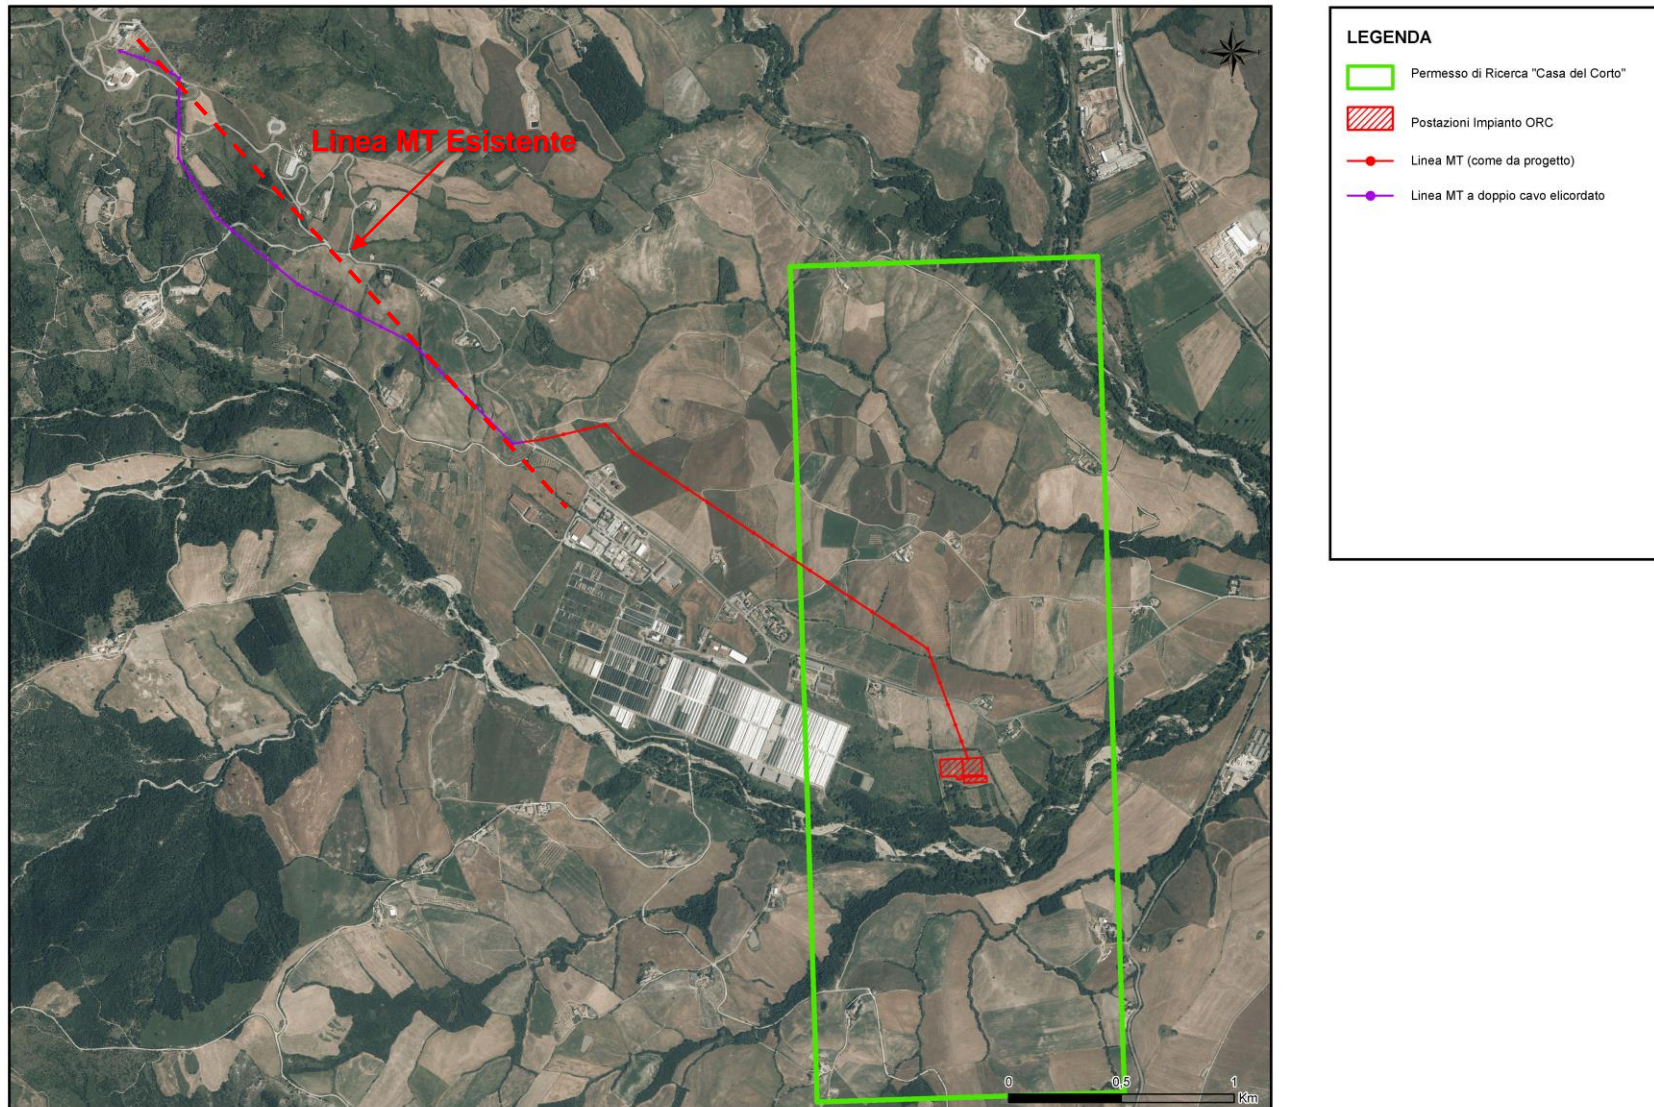 Linea MT Esistente
0
0,5
1
Km
LEGENDA
Permesso di Ricerca "Casa del Corto"
Postazioni Impianto ORC
Linea MT (come da progetto)
Linea MT a doppio cavo elicordato